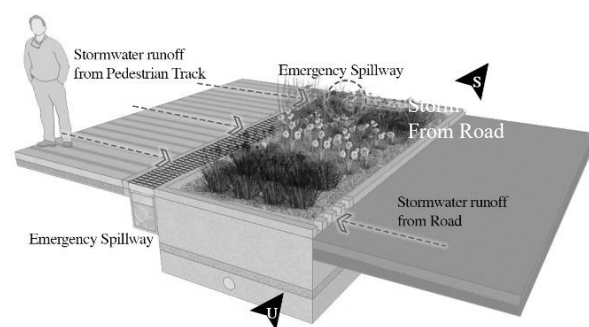 Stormwater runoff
from Pedestrian Track
Emergency Spillway
S
From Road
Stormwater runoff
from Road
Emergency Spillway
U